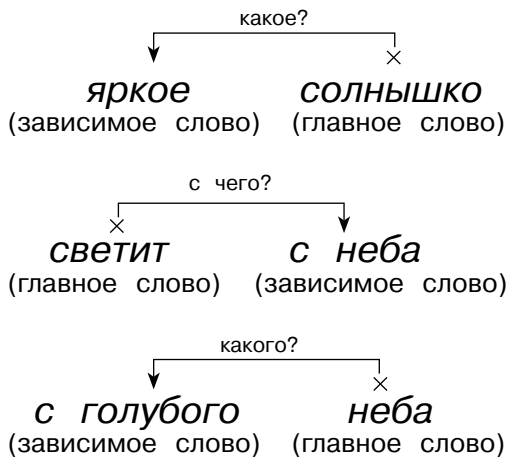 какое?
яркое солнышко
(зависимое слово) (главное слово)
с чего?
светит с неба
(главное слово) (зависимое слово)
какого?
с голубого неба
(зависимое слово) (главное слово)